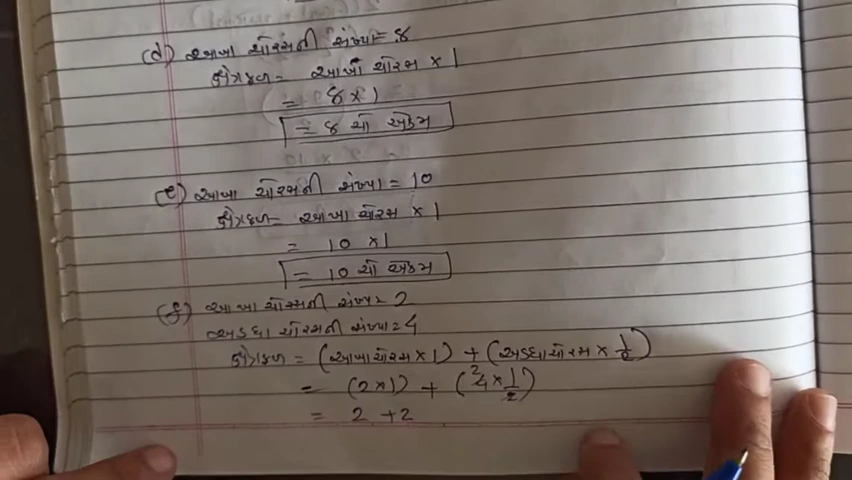 (d) આખા ચોરસની સંખ્યા = 8
ક્ષેત્રફળ = આખા ચોરસ × 1
= 8 × 1
= 8 ચો એકમ
(e) આખા ચોરસની સંખ્યા = 10
ક્ષેત્રફળ = આખા ચોરસ × 1
= 10 × 1
= 10 ચો એકમ
(f) આખા ચોરસની સંખ્યા = 2
અડધા ચોરસની સંખ્યા = 4
ક્ષેત્રફળ = (આખા ચોરસ × 1) + (અડધા ચોરસ × 1/2)
= (2 × 1) + (²4 × 1/2)
= 2 + 2